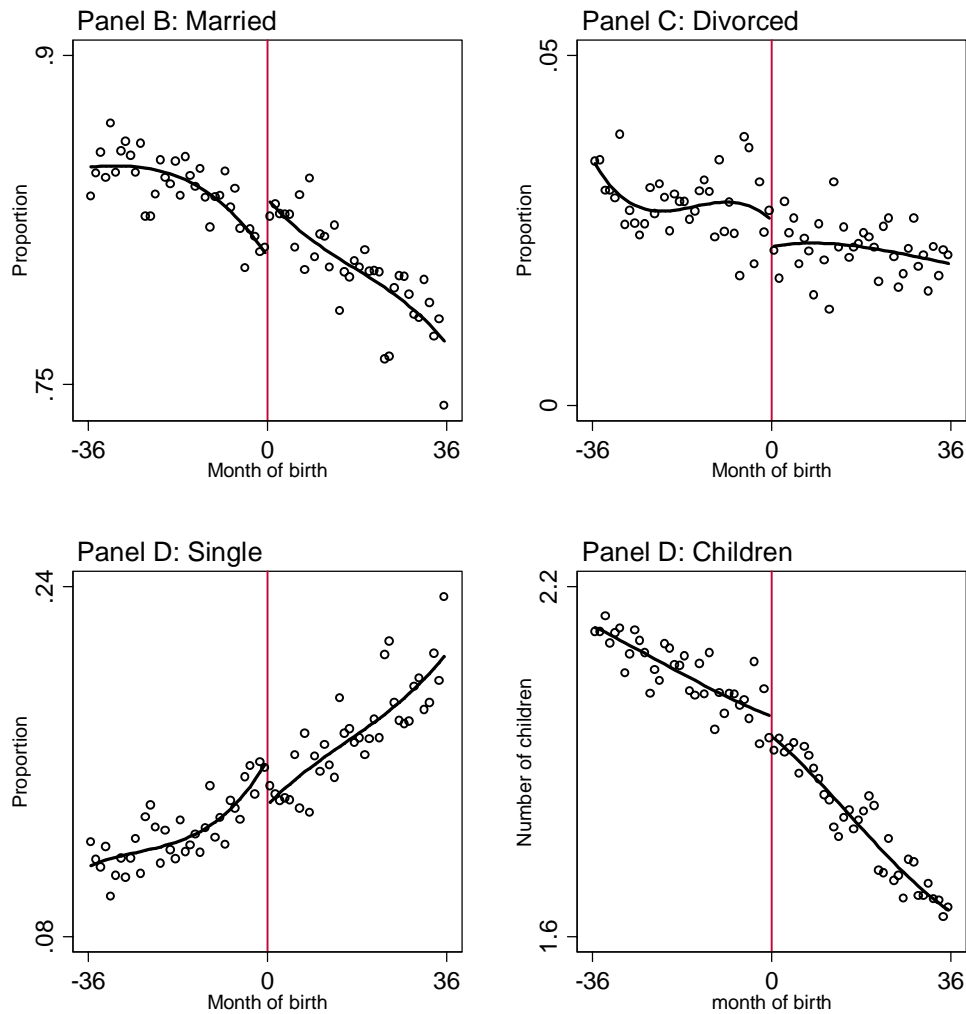 Panel B: Married
.9
Proportion
.75
-36 0 36
Month of birth
Panel C: Divorced
.05
Proportion
0
-36 0 36
Month of birth
Panel D: Single
.24
Proportion
.08
-36 0 36
Month of birth
Panel D: Children
2.2
Number of children
1.6
-36 0 36
month of birth